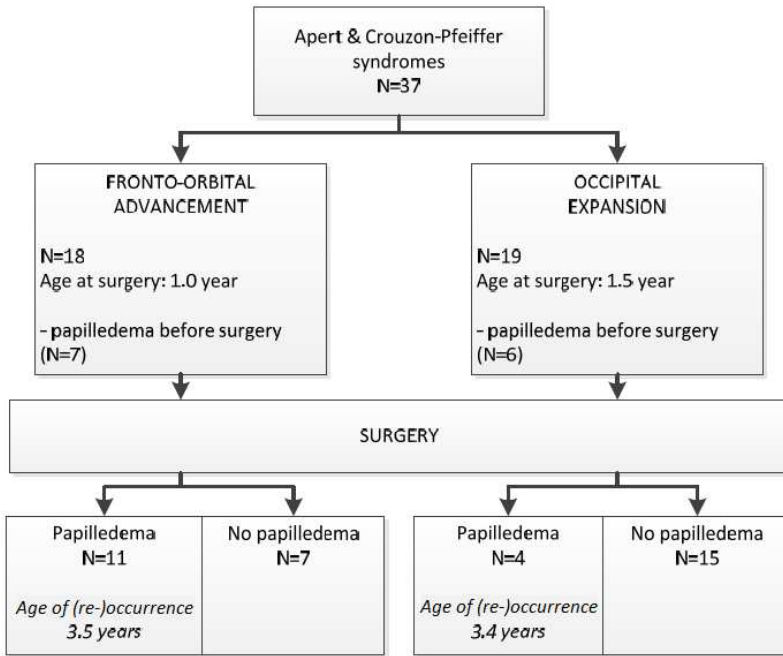 Apert & Crouzon-Pfeiffer
syndromes
N=37
FRONTO-ORBITAL
ADVANCEMENT
N=18
Age at surgery: 1.0 year
- papilledema before surgery
(N=7)
OCCIPITAL
EXPANSION
N=19
Age at surgery: 1.5 year
- papilledema before surgery
(N=6)
SURGERY
Papilledema
N=11
Age of (re-)occurrence
3.5 years
No papilledema
N=7
Papilledema
N=4
Age of (re-)occurrence
3.4 years
No papilledema
N=15